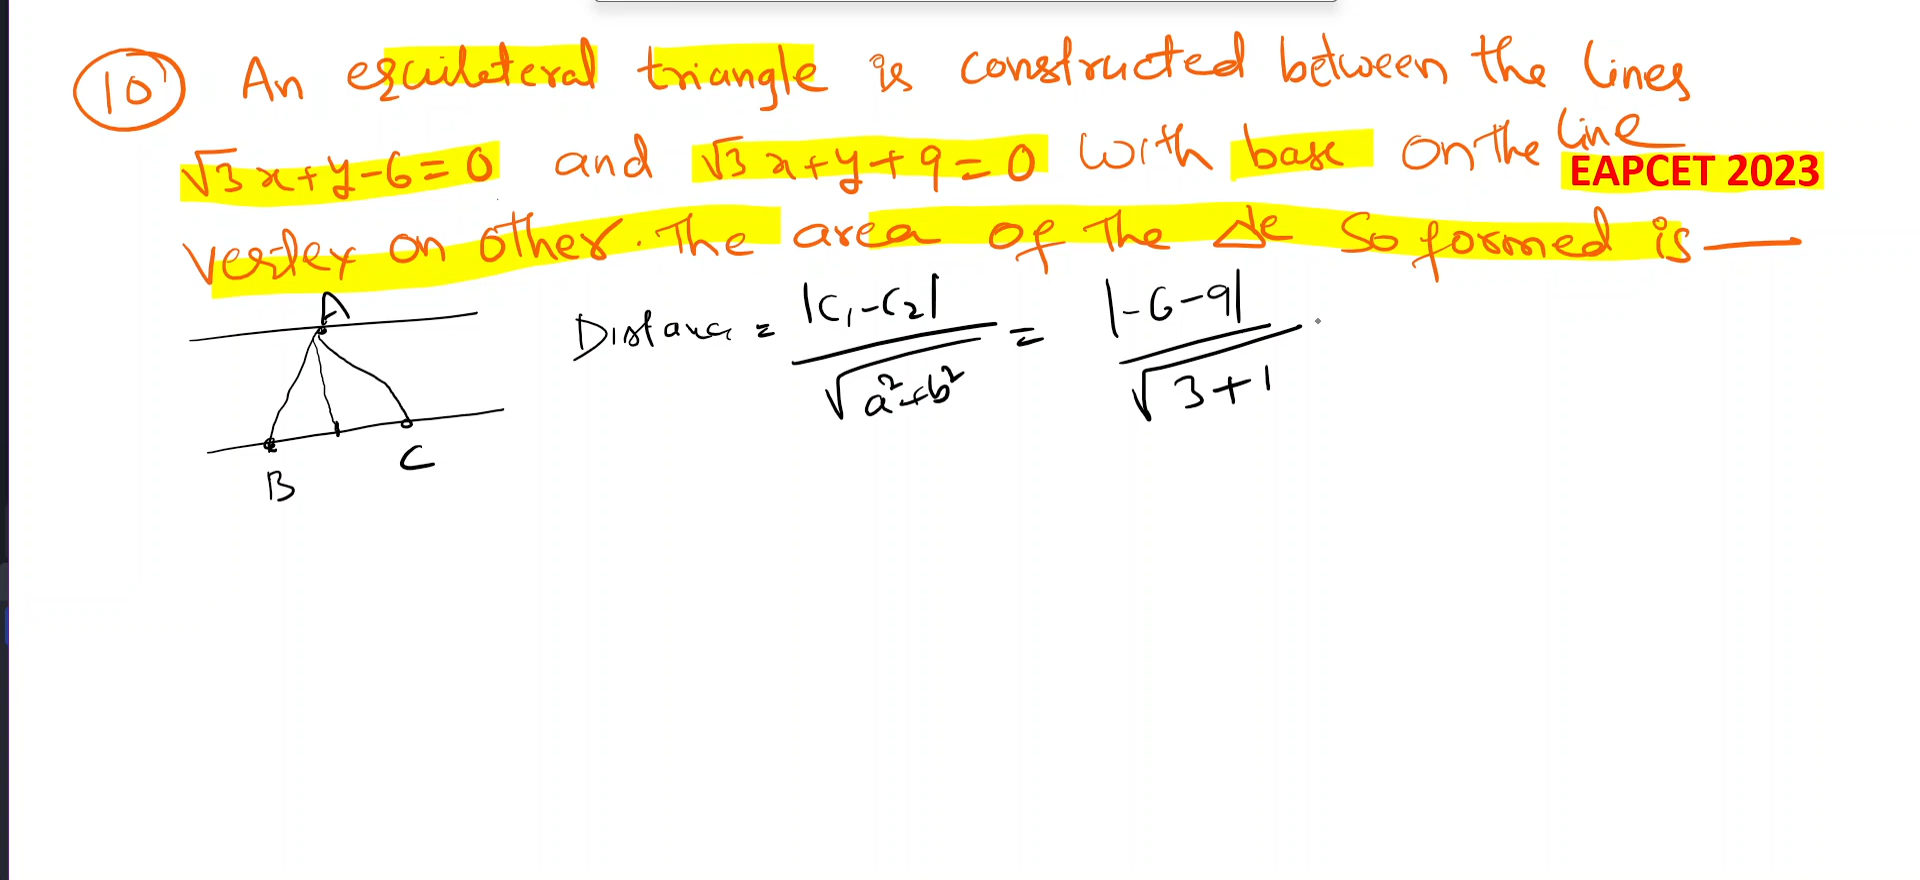 10 An equilateral triangle is constructed between the lines
√3x+y-6=0 and √3x+y+9=0 with base on the line
EAPCET 2023
vertex on other. The area of the Δle so formed is —
A
Distance = |C₁-C₂| / √a²+b² = |-6-9| / √3+1
B
C